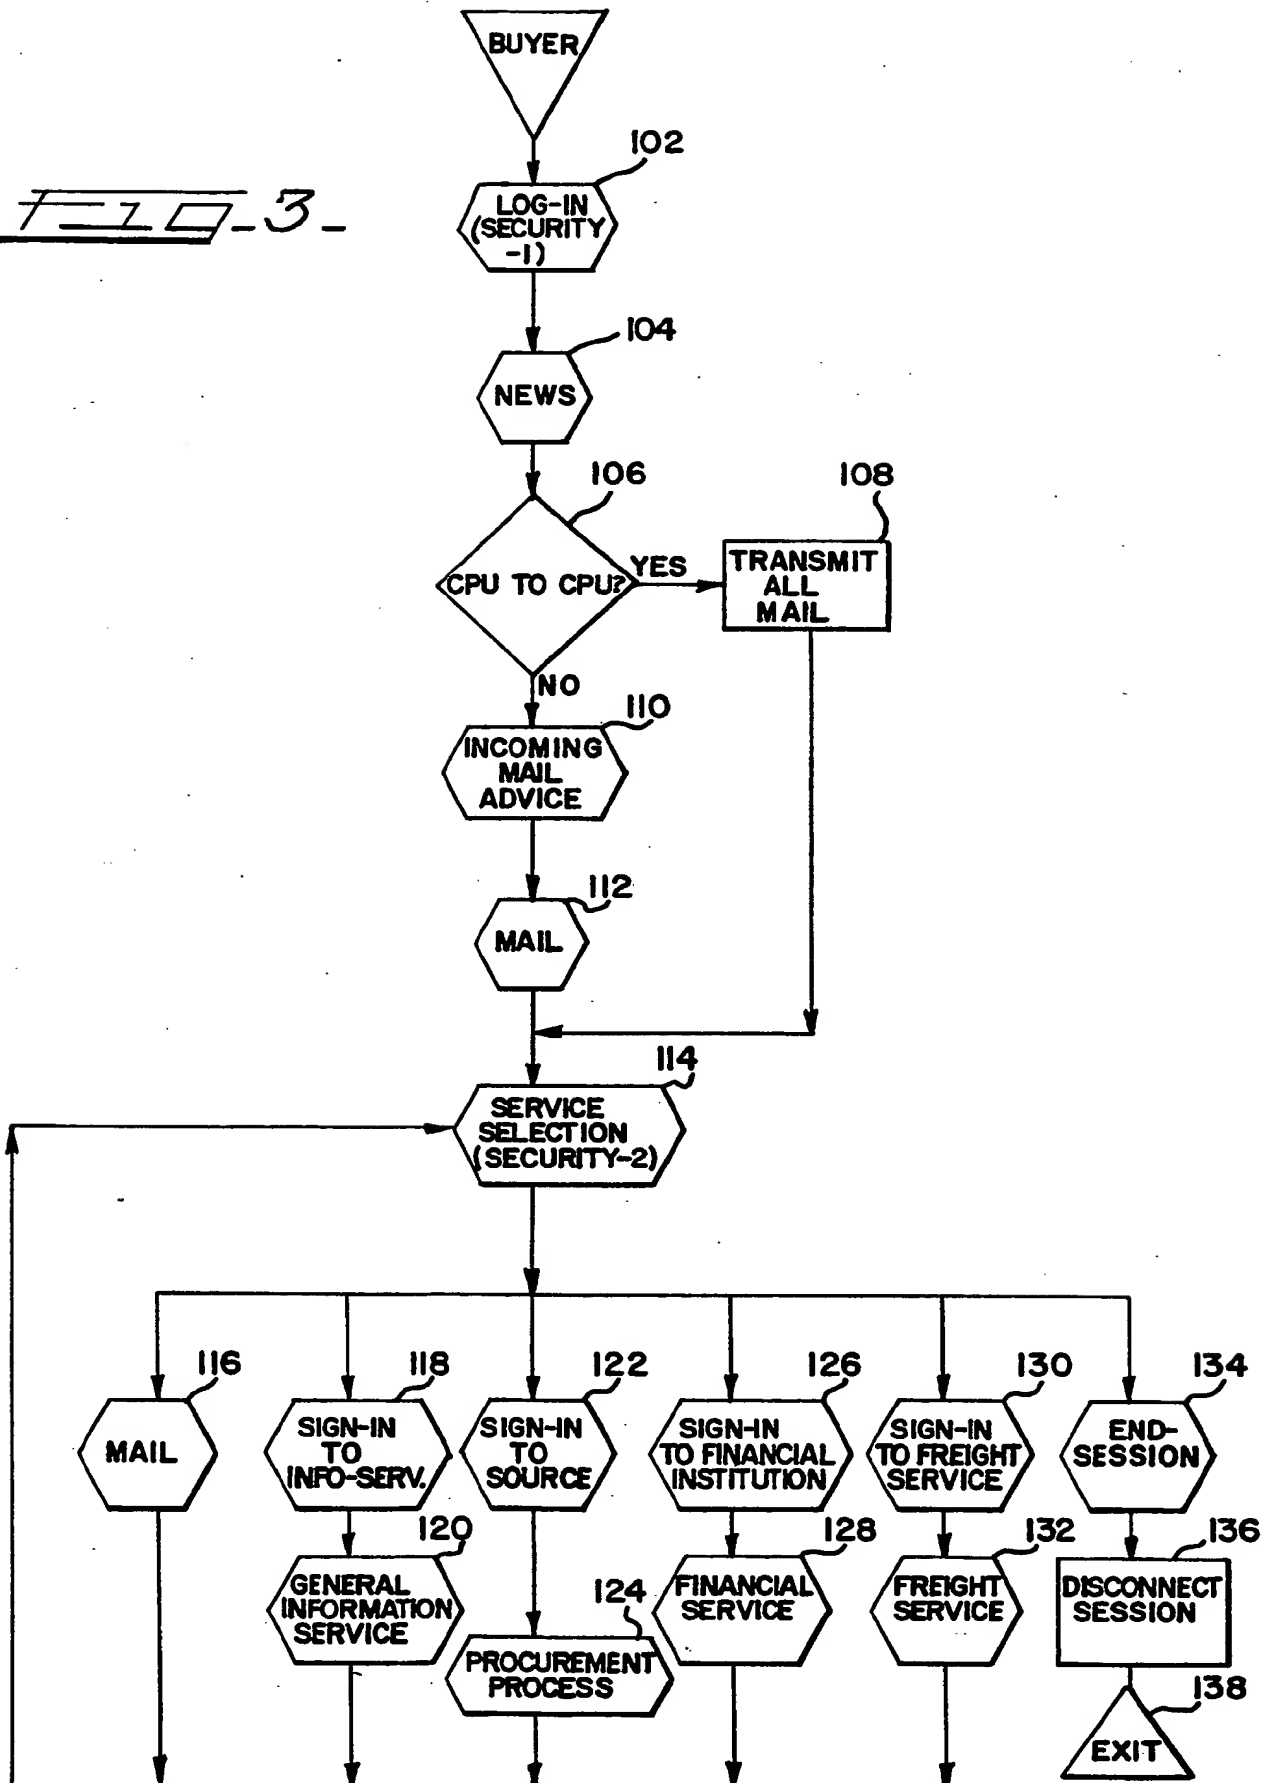 BUYER
102
FIG-3-
LOG-IN
(SECURITY
-1)
104
NEWS
106
108
CPU TO CPU?
YES
TRANSMIT
ALL
MAIL
NO
110
INCOMING
MAIL
ADVICE
112
MAIL
114
SERVICE
SELECTION
(SECURITY-2)
116
118
122
126
130
134
MAIL
SIGN-IN
TO
INFO-SERV.
SIGN-IN
TO
SOURCE
SIGN-IN
TO FINANCIAL
INSTITUTION
SIGN-IN
TO FREIGHT
SERVICE
END-
SESSION
120
128
132
136
GENERAL
INFORMATION
SERVICE
124
FINANCIAL
SERVICE
FREIGHT
SERVICE
DISCONNECT
SESSION
PROCUREMENT
PROCESS
138
EXIT